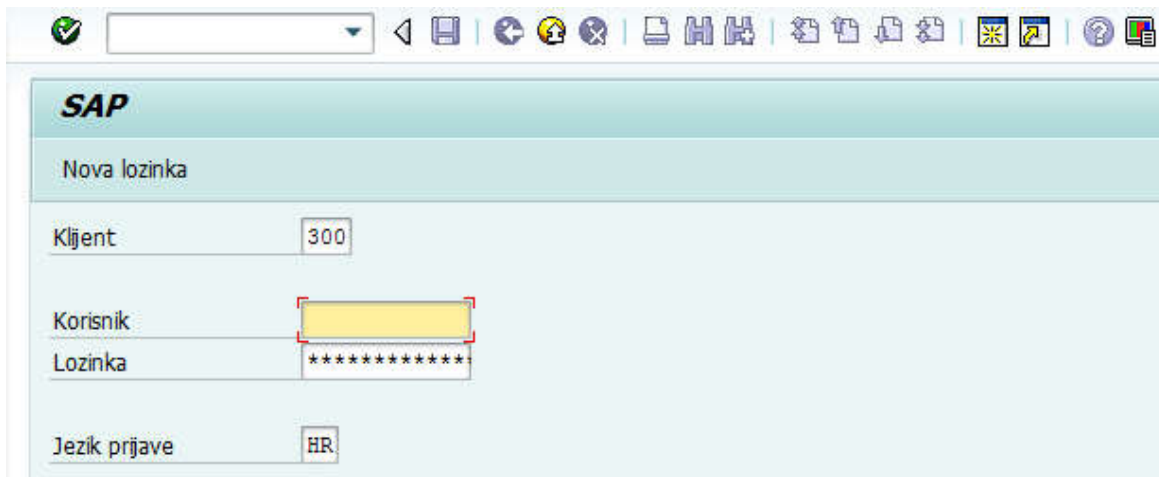 SAP
Nova lozinka
Klijent 300
Korisnik
Lozinka *************
Jezik prijave HR